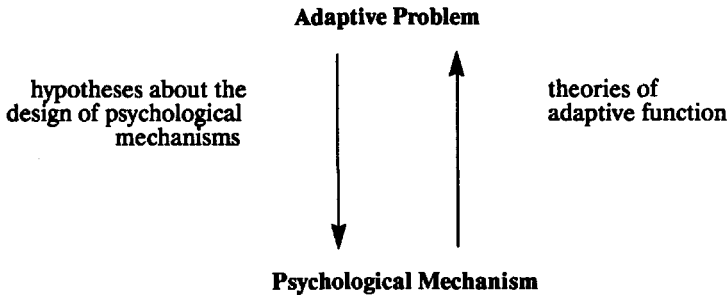 Adaptive Problem
hypotheses about the
design of psychological
mechanisms
theories of
adaptive function
Psychological Mechanism